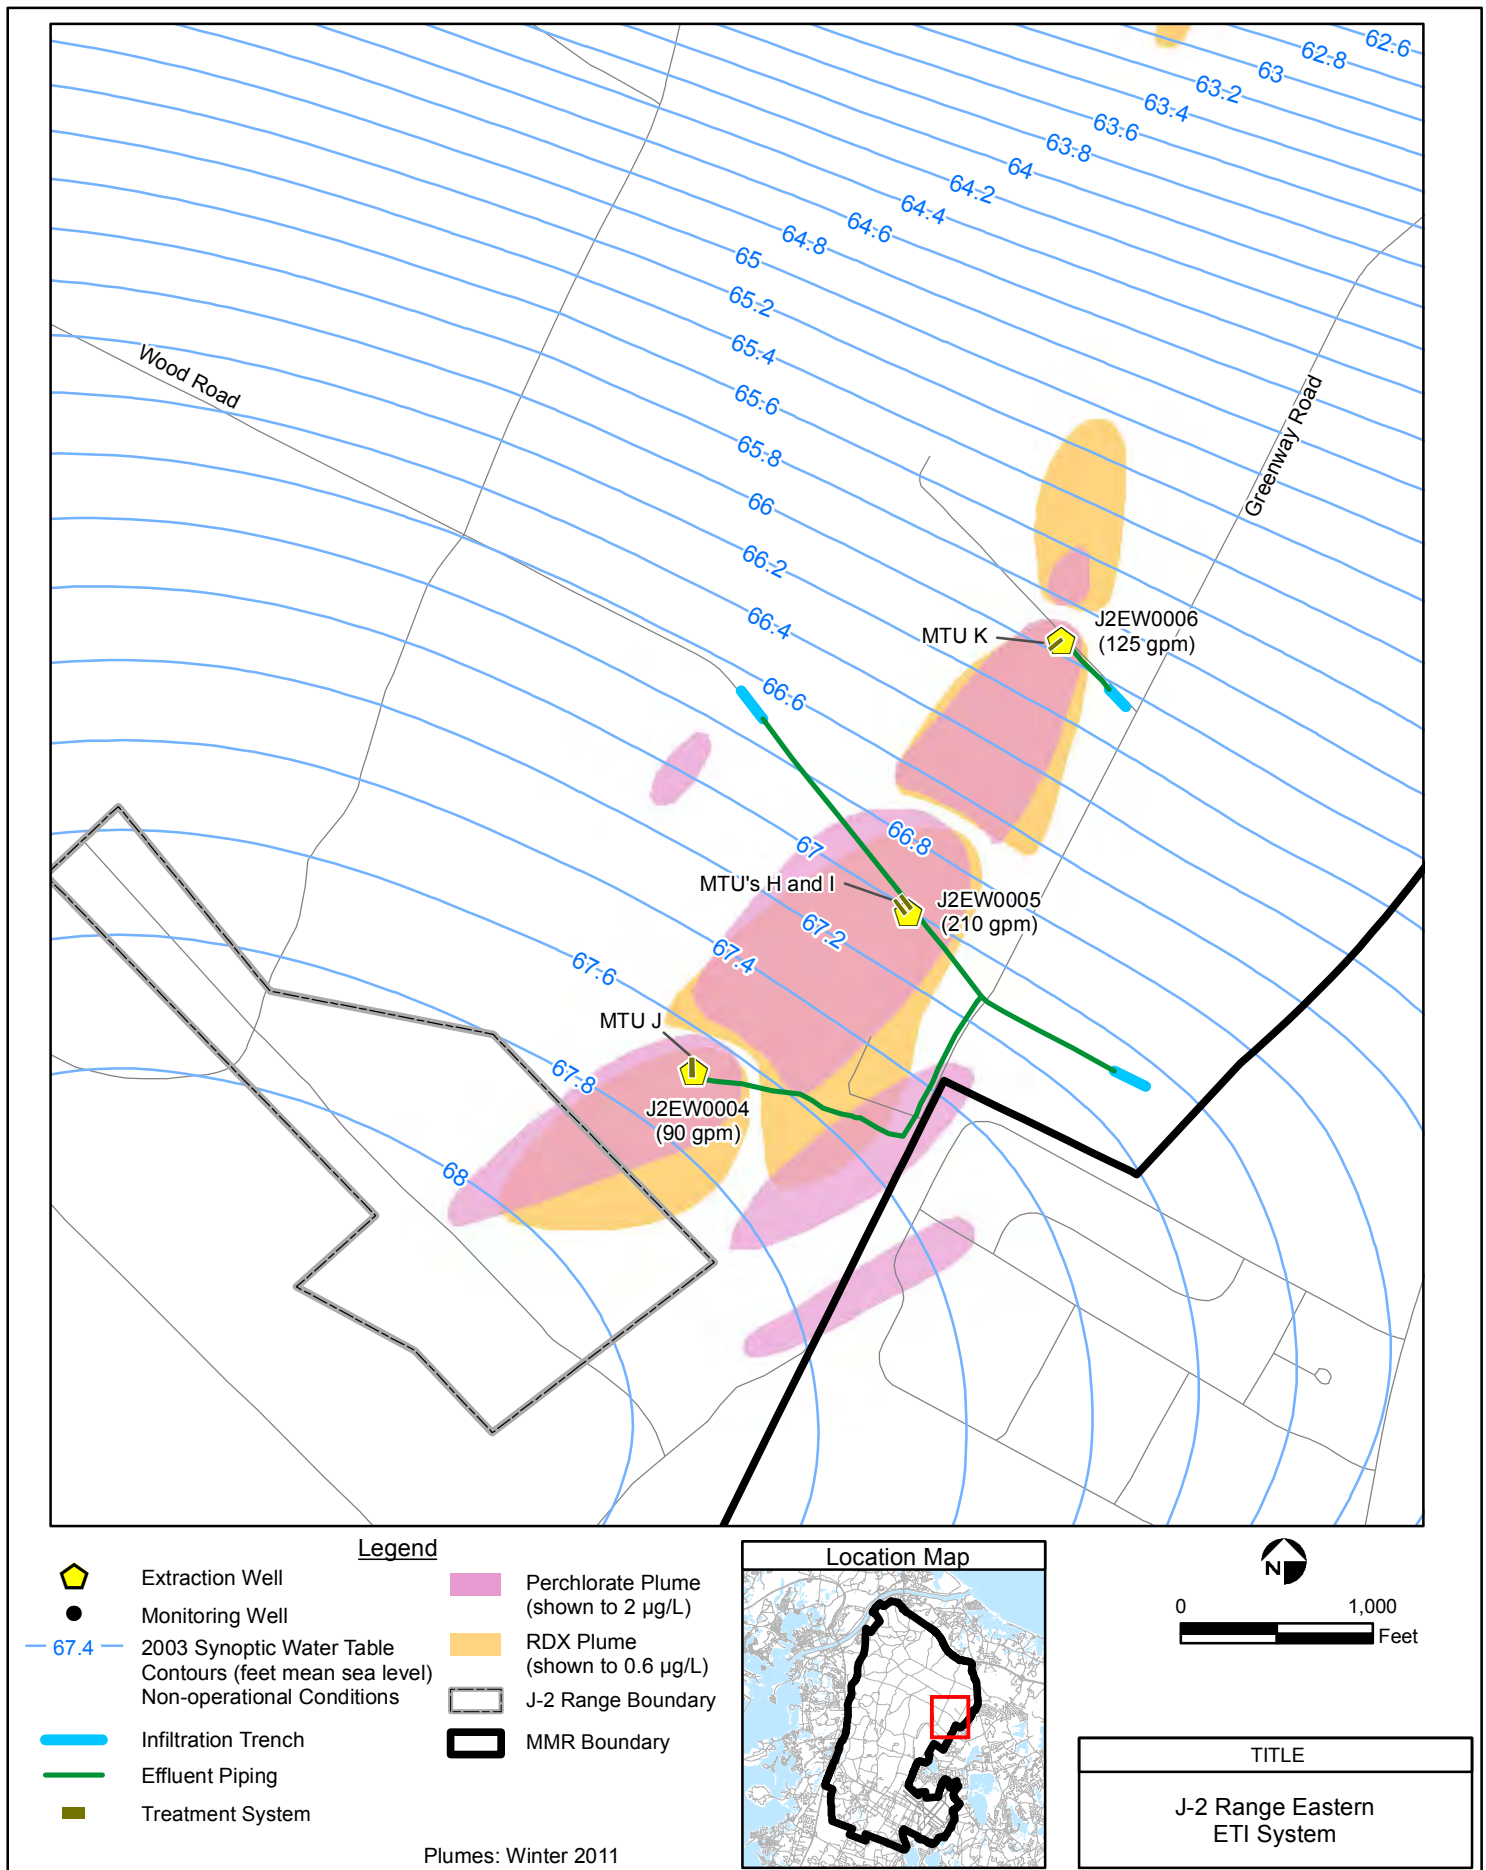 62.6
62.8
63
63.2
63.4
63.6
63.8
64
64.2
64.4
64.6
64.8
65
65.2
65.4
65.6
65.8
66
66.2
66.4
66.6
66.8
67
67.2
67.4
67.6
67.8
68
Wood Road
Greenway Road
J2EW0006
(125 gpm)
MTU K
MTU's H and I
J2EW0005
(210 gpm)
MTU J
J2EW0004
(90 gpm)
Legend
Extraction Well
Monitoring Well
67.4
2003 Synoptic Water Table
Contours (feet mean sea level)
Non-operational Conditions
Infiltration Trench
Effluent Piping
Treatment System
Perchlorate Plume
(shown to 2 µg/L)
RDX Plume
(shown to 0.6 µg/L)
J-2 Range Boundary
MMR Boundary
Plumes: Winter 2011
Location Map
N
0 1,000
Feet
TITLE
J-2 Range Eastern
ETI System